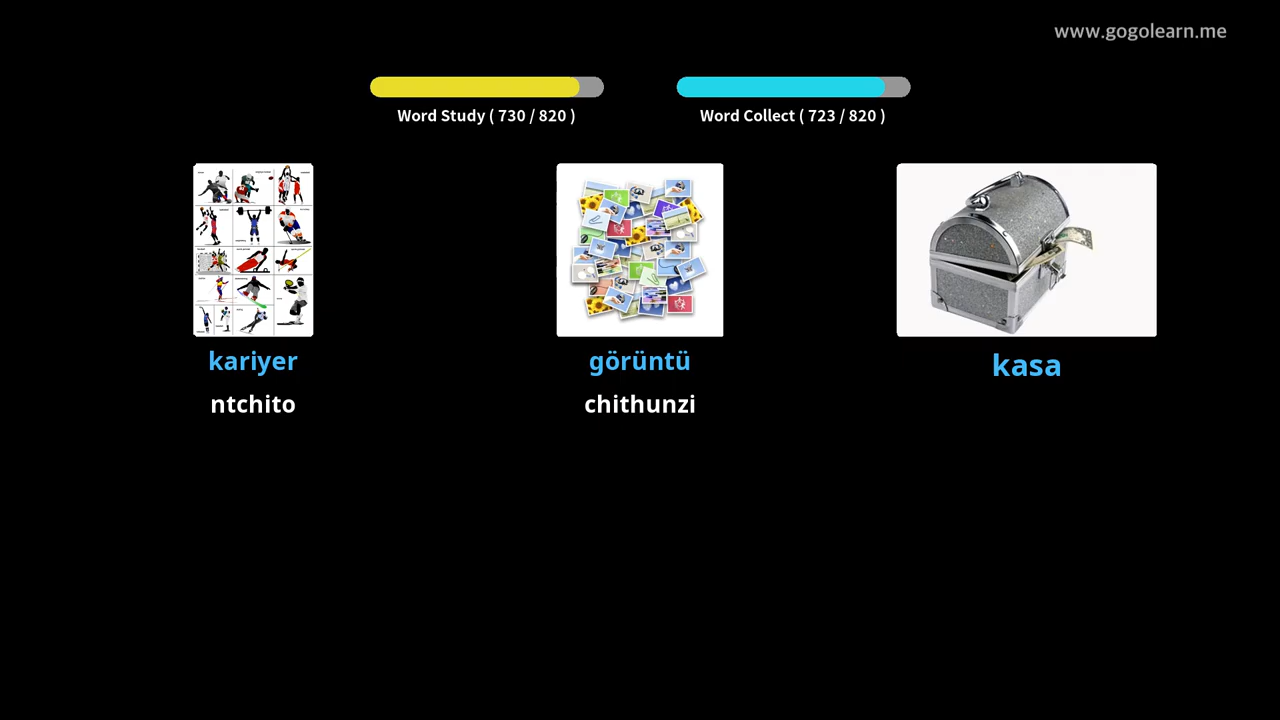 www.gogolearn.me
Word Study ( 730 / 820 )
Word Collect ( 723 / 820 )
kariyer
görüntü
kasa
ntchito
chithunzi